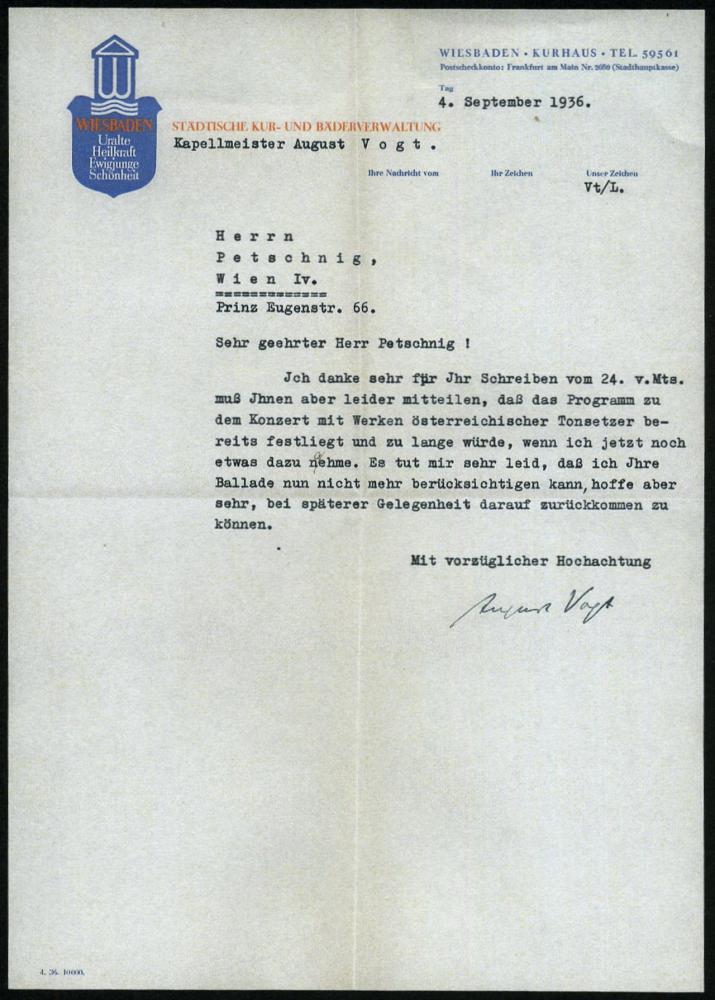 WIESBADEN • KURHAUS • TEL. 59561
Postscheckkonto: Frankfurt am Main Nr. 2650 (Stadthauptkasse)
Tag
4. September 1936.
WIESBADEN
Uralte
Heilkraft
Ewigjunge
Schönheit
STÄDTISCHE KUR- UND BÄDERVERWALTUNG
Kapellmeister August V o g t .
Ihre Nachricht vom Ihr Zeichen Unser Zeichen
Vt/L.
H e r r n
P e t s c h n i g ,
W i e n Iv.
=============
Prinz Eugenstr. 66.
Sehr geehrter Herr Petschnig !
Jch danke sehr für Jhr Schreiben vom 24. v.Mts.
muß Jhnen aber leider mitteilen, daß das Programm zu
dem Konzert mit Werken österreichischer Tonsetzer be-
reits festliegt und zu lange würde, wenn ich jetzt noch
etwas dazu nehme. Es tut mir sehr leid, daß ich Jhre
Ballade nun nicht mehr berücksichtigen kann, hoffe aber
sehr, bei späterer Gelegenheit darauf zurückkommen zu
können.
Mit vorzüglicher Hochachtung
August Vogt
4. 36. 10000.